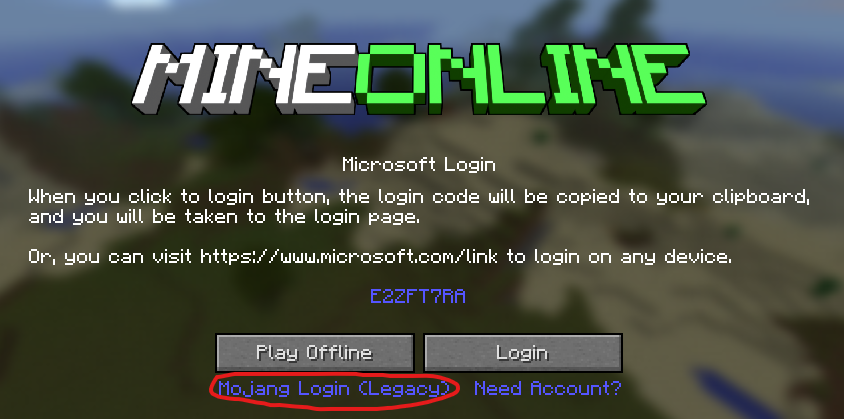 MINEONLINE
Microsoft Login
When you click to login button, the login code will be copied to your clipboard,
and you will be taken to the login page.
Or, you can visit https://www.microsoft.com/link to login on any device.
E2ZFT7RA
Play Offline Login
Mojang Login (Legacy) Need Account?